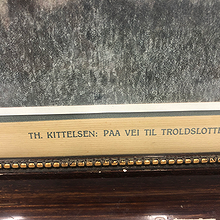 TH. KITTELSEN: PAA VEI TIL TROLDSLOTTE